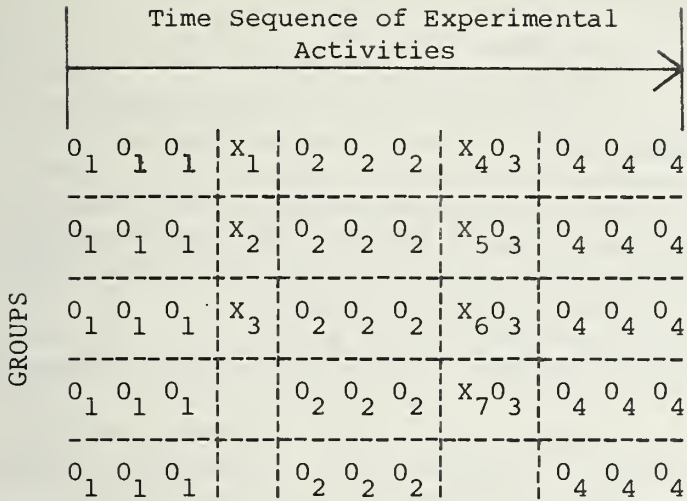 Time Sequence of Experimental
Activities
O1 O1 O1 X1 O2 O2 O2 X4O3 O4 O4 O4
O1 O1 O1 X2 O2 O2 O2 X5O3 O4 O4 O4
GROUPS
O1 O1 O1 X3 O2 O2 O2 X6O3 O4 O4 O4
O1 O1 O1 O2 O2 O2 X7O3 O4 O4 O4
O1 O1 O1 O2 O2 O2 O4 O4 O4